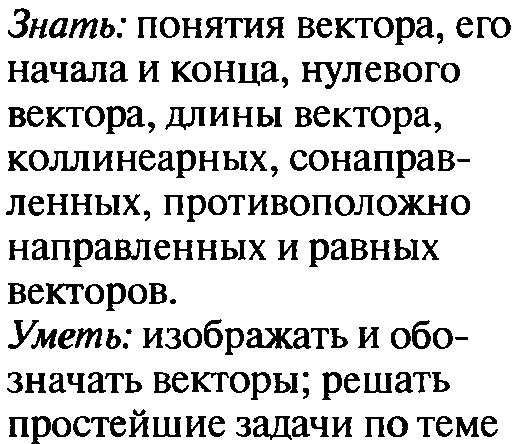 Знать: понятия вектора, его
начала и конца, нулевого
вектора, длины вектора,
коллинеарных, сонаправ-
ленных, противоположно
направленных и равных
векторов.
Уметь: изображать и обо-
значать векторы; решать
простейшие задачи по теме